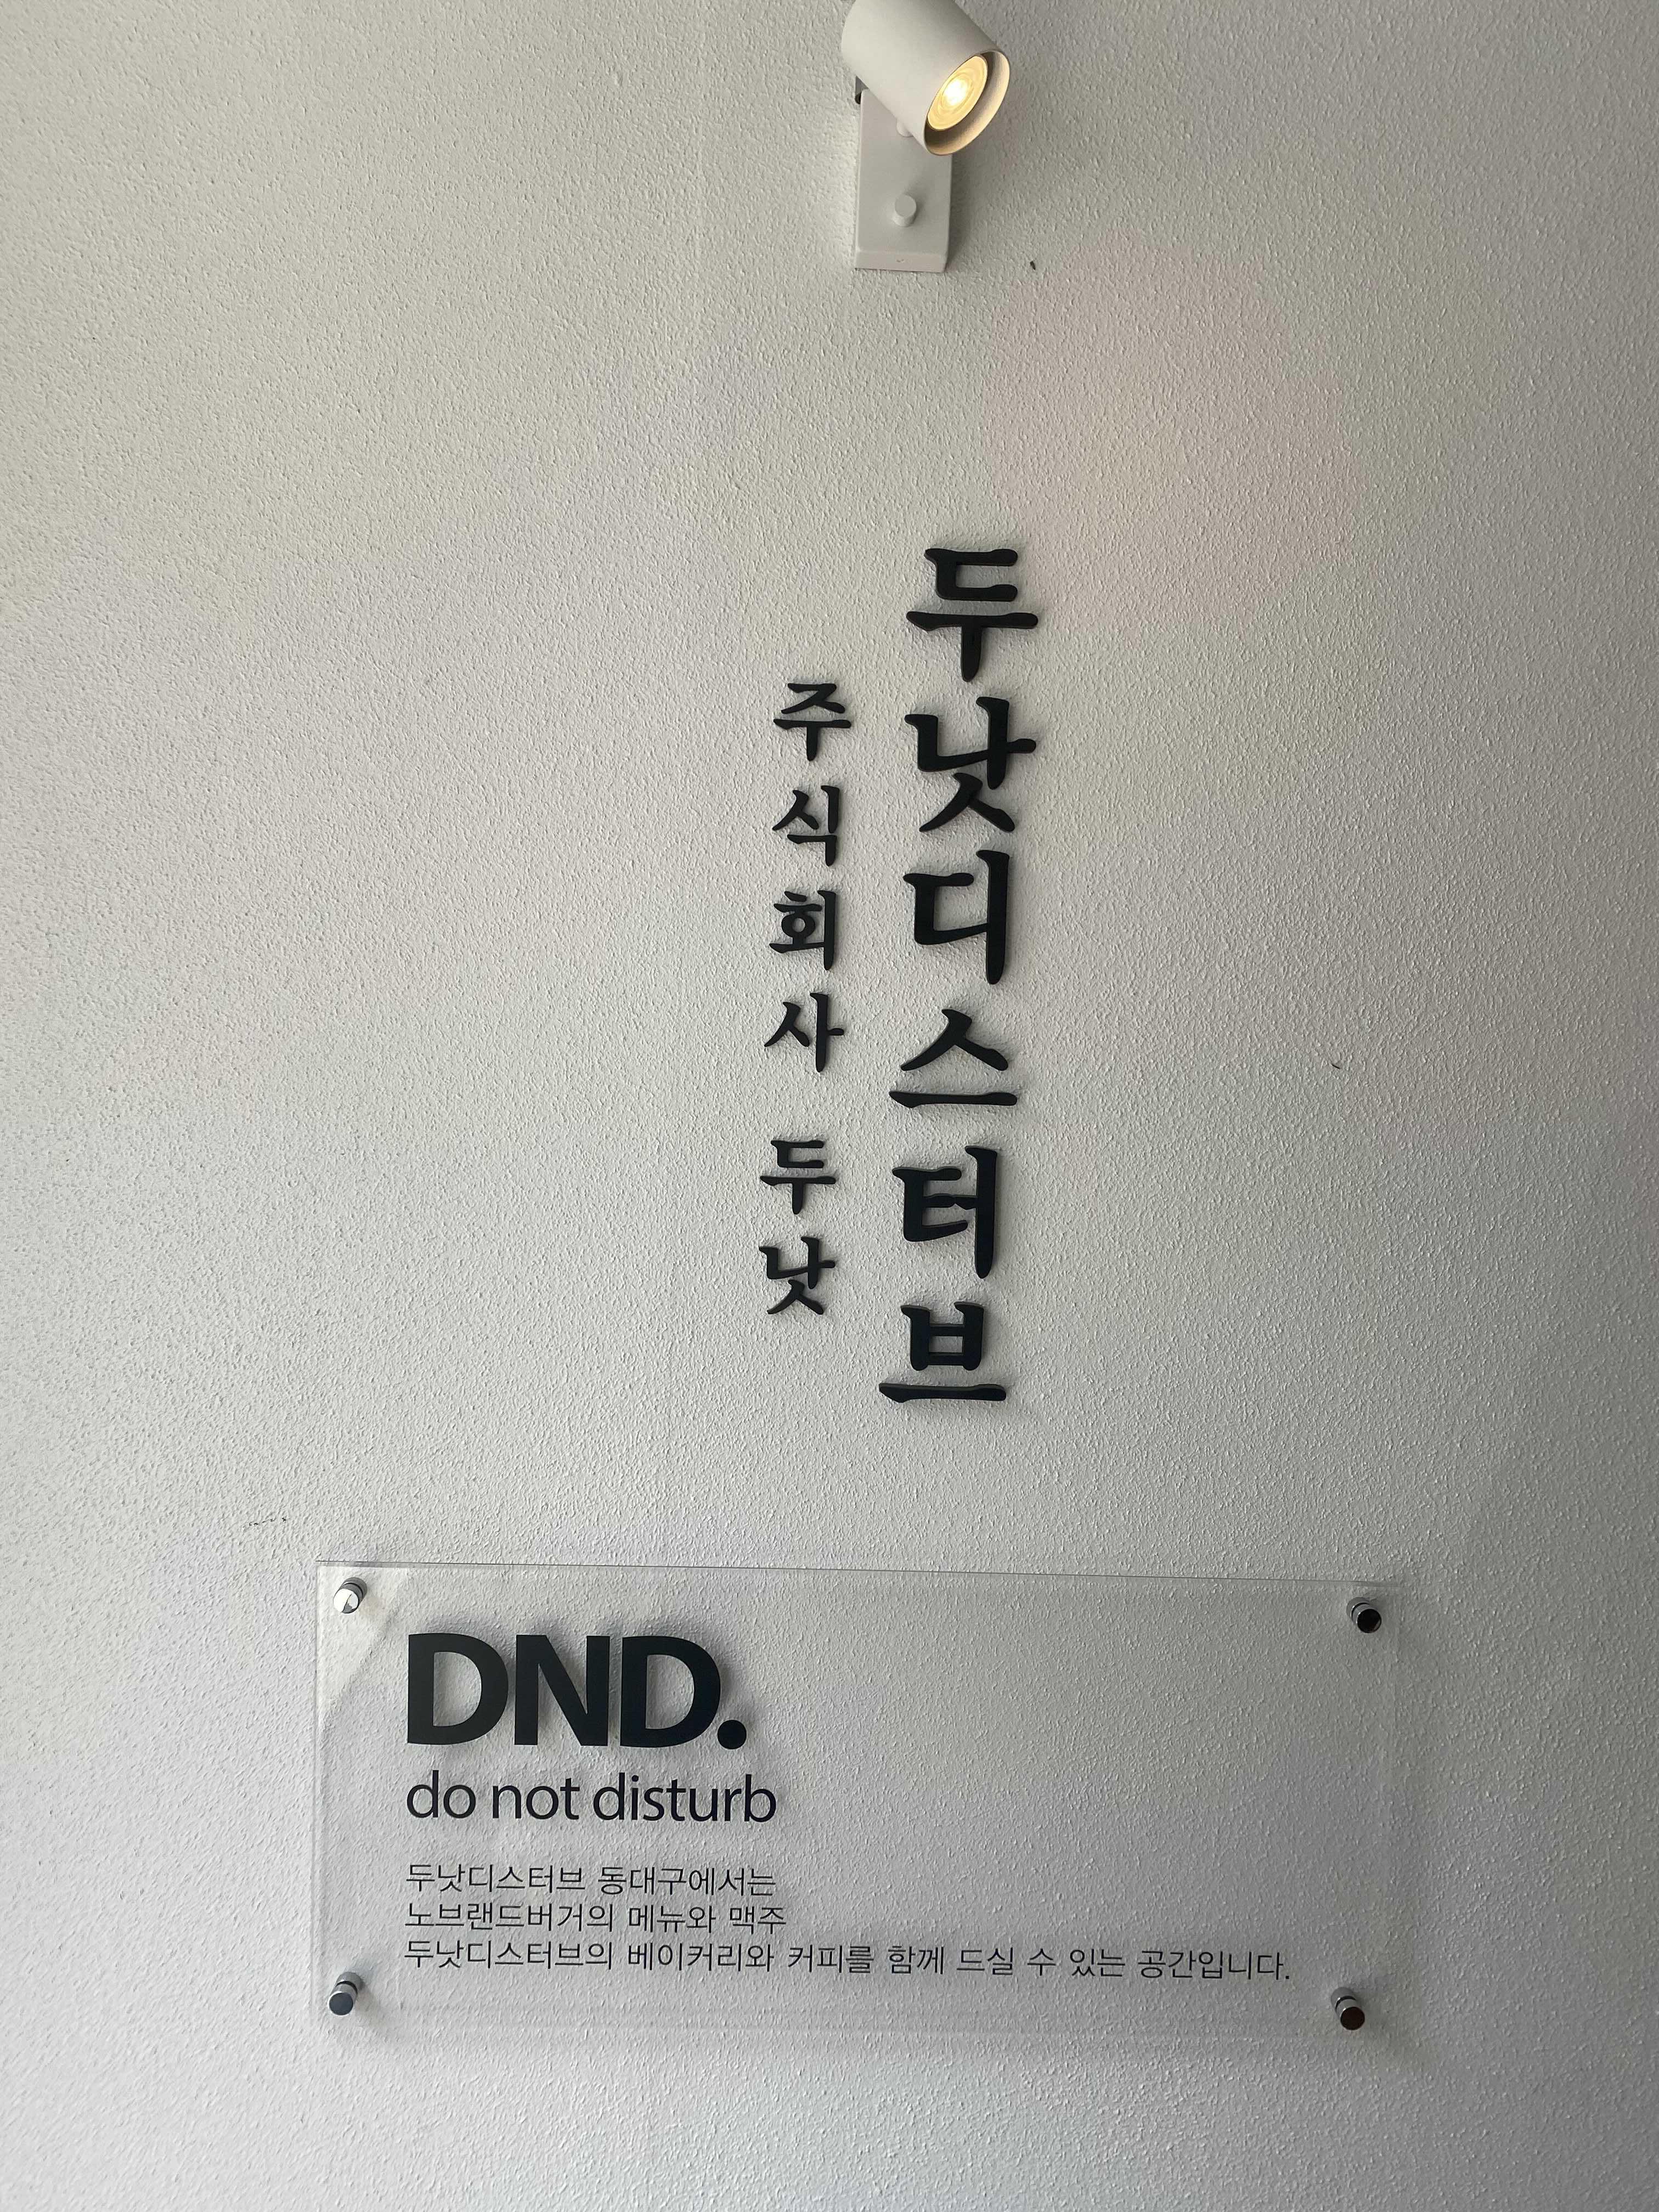 두낫디스터브
주식회사 두낫
DND.
do not disturb
두낫디스터브 동대구에서는
노브랜드버거의 메뉴와 맥주
두낫디스터브의 베이커리와 커피를 함께 드실 수 있는 공간입니다.